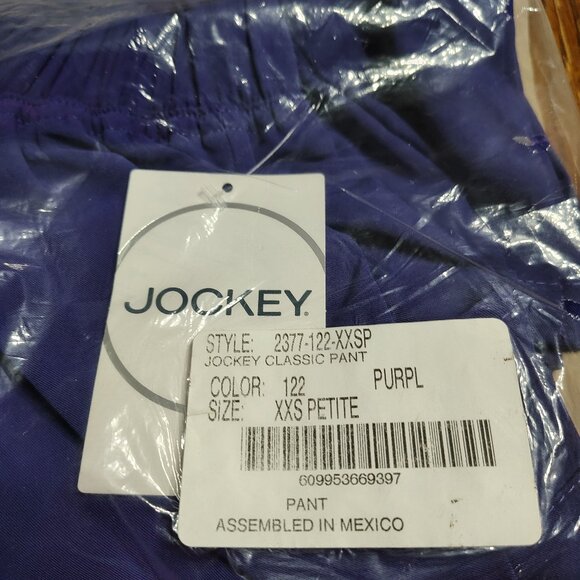 JOCKEY®
STYLE: 2377-122-XXSP
JOCKEY CLASSIC PANT
COLOR: 122 PURPL
SIZE: XXS PETITE
609953669397
PANT
ASSEMBLED IN MEXICO